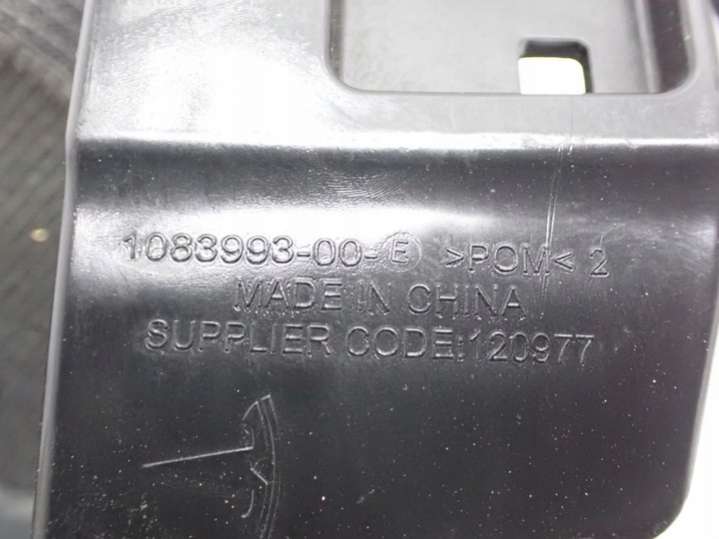 1083993-00-E >POM< 2
MADE IN CHINA
SUPPLIER CODE:120977